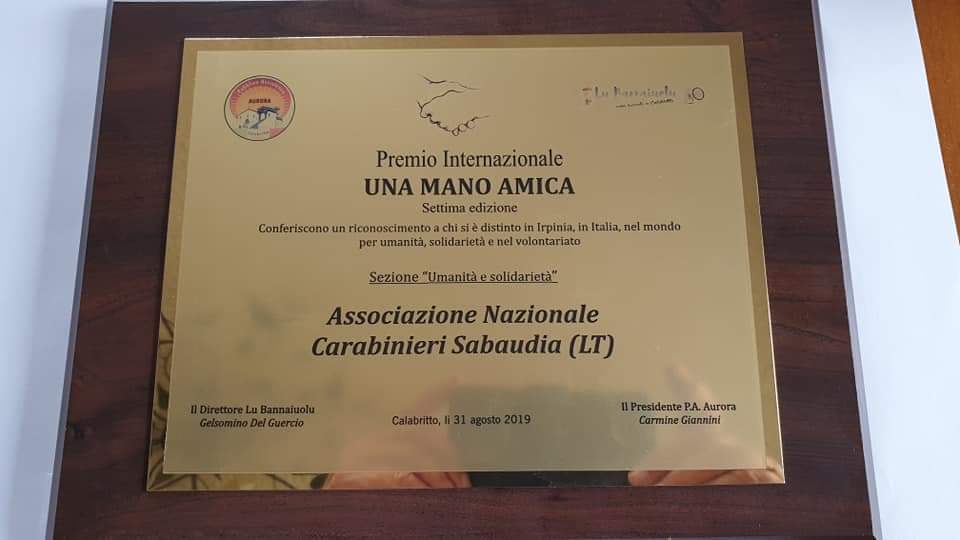 AURORA
Lu Bannaiuolu
Premio Internazionale
UNA MANO AMICA
Settima edizione
Conferiscono un riconoscimento a chi si è distinto in Irpinia, in Italia, nel mondo
per umanità, solidarietà e nel volontariato
Sezione “Umanità e solidarietà”
Associazione Nazionale
Carabinieri Sabaudia (LT)
Il Direttore Lu Bannaiuolu
Gelsomino Del Guercio
Calabritto, lì 31 agosto 2019
Il Presidente P.A. Aurora
Carmine Giannini